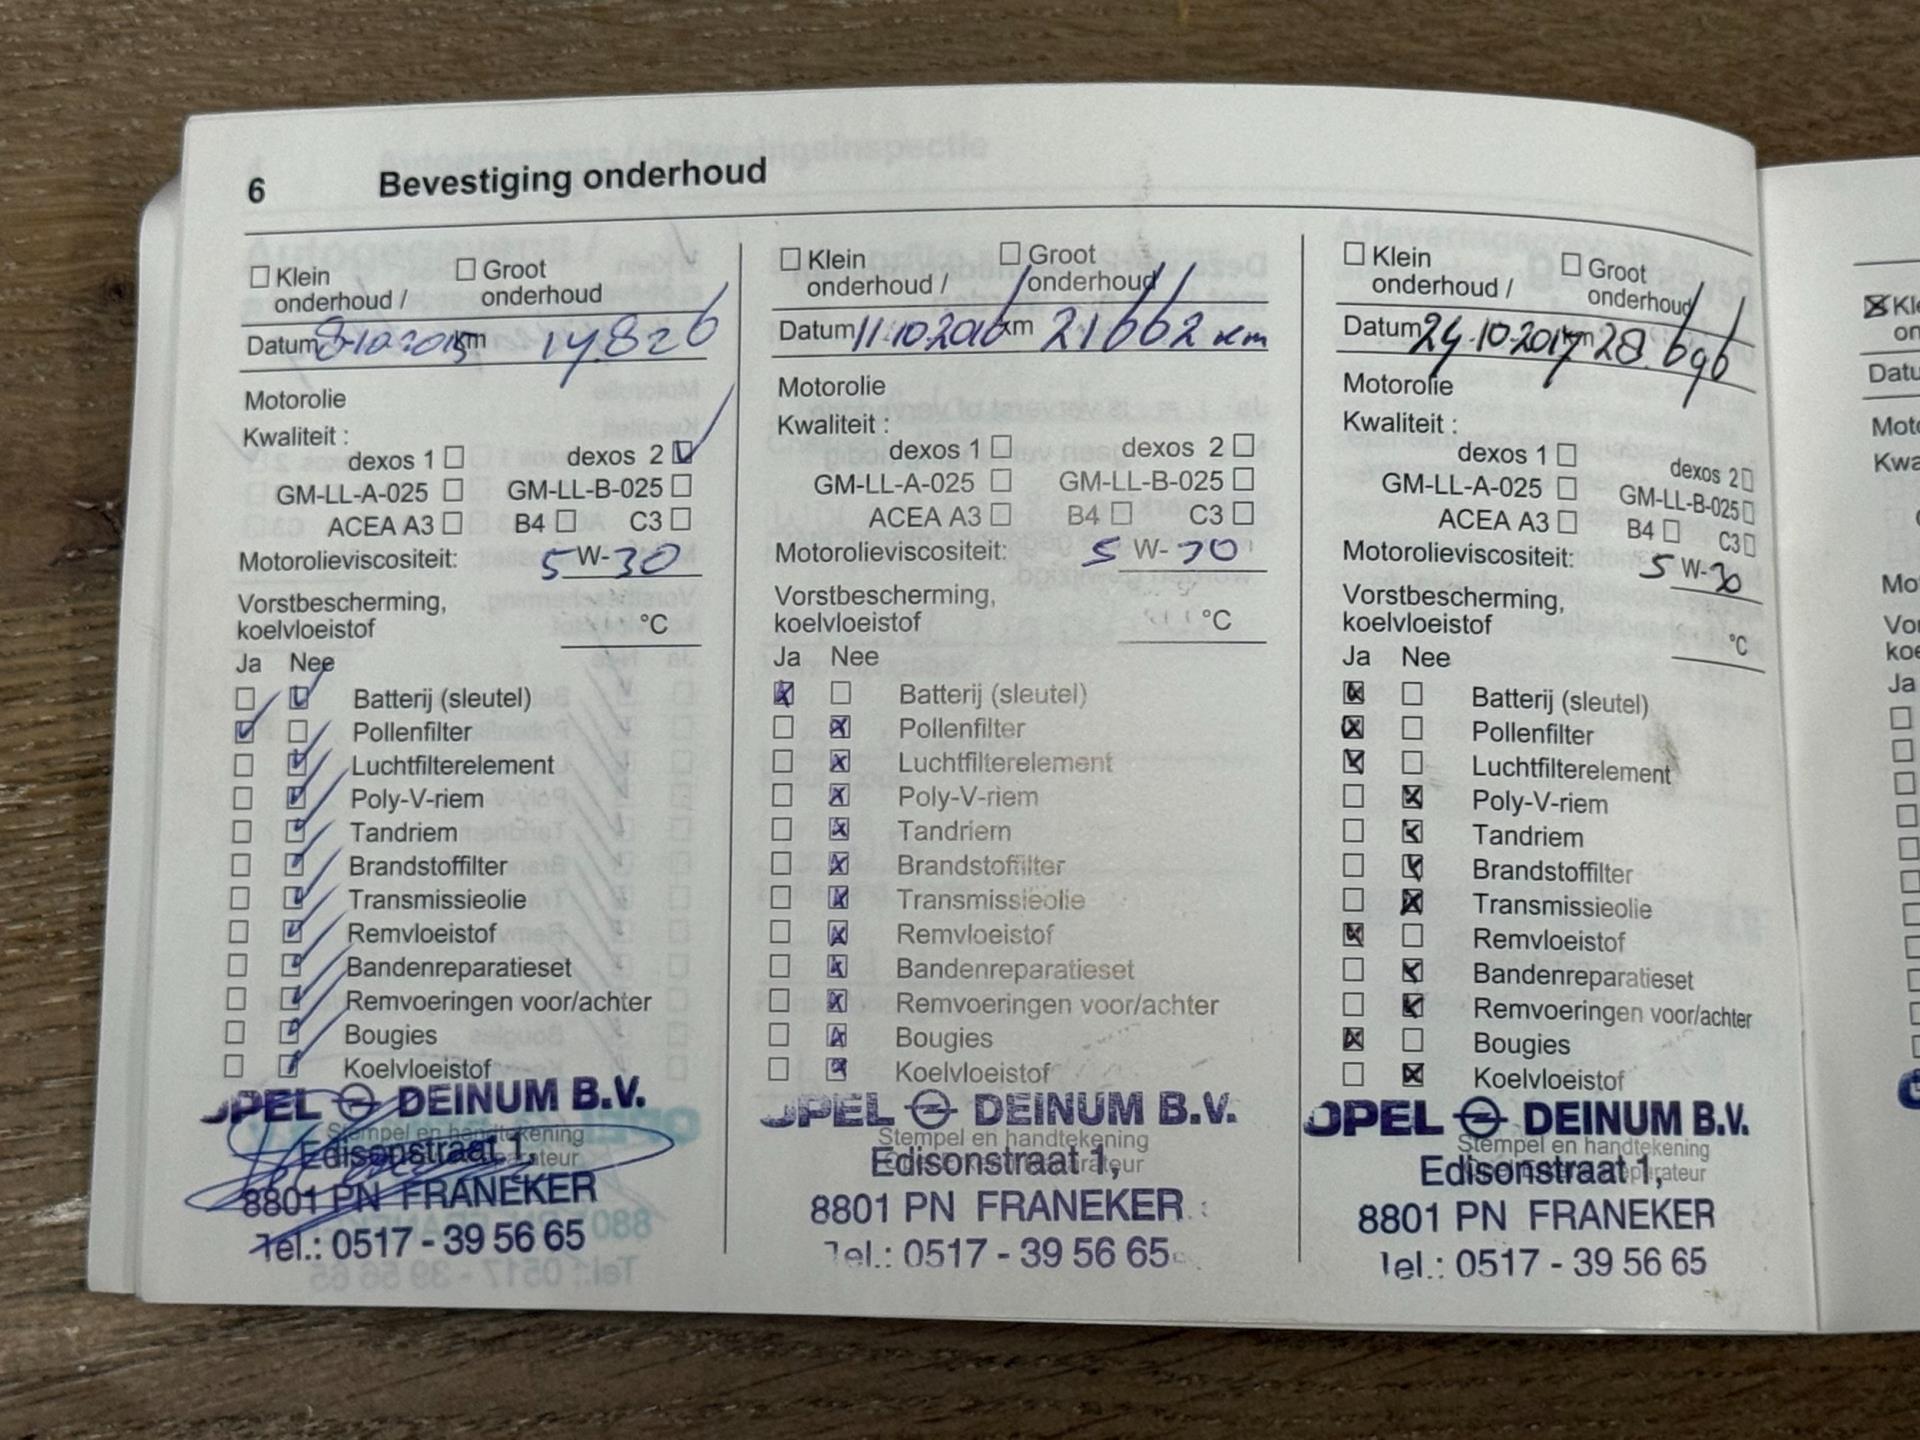 6 Bevestiging onderhoud
Klein onderhoud / Groot onderhoud
Datum 8-10-2015 km 14.826
Motorolie
Kwaliteit :
dexos 1 dexos 2
GM-LL-A-025 GM-LL-B-025
ACEA A3 B4 C3
Motorolieviscositeit: 5 W-30
Vorstbescherming,
koelvloeistof °C
Ja Nee
Batterij (sleutel)
Pollenfilter
Luchtfilterelement
Poly-V-riem
Tandriem
Brandstoffilter
Transmissieolie
Remvloeistof
Bandenreparatieset
Remvoeringen voor/achter
Bougies
Koelvloeistof
OPEL DEINUM B.V.
Stempel en handtekening
Edisonstraat 1,
8801 PN FRANEKER
Tel.: 0517 - 39 56 65
Klein onderhoud / Groot onderhoud
Datum 11.10.2016 km 21662 km
Motorolie
Kwaliteit :
dexos 1 dexos 2
GM-LL-A-025 GM-LL-B-025
ACEA A3 B4 C3
Motorolieviscositeit: 5 W-30
Vorstbescherming,
koelvloeistof °C
Ja Nee
Batterij (sleutel)
Pollenfilter
Luchtfilterelement
Poly-V-riem
Tandriem
Brandstoffilter
Transmissieolie
Remvloeistof
Bandenreparatieset
Remvoeringen voor/achter
Bougies
Koelvloeistof
OPEL DEINUM B.V.
Stempel en handtekening
Edisonstraat 1,
8801 PN FRANEKER
Tel.: 0517 - 39 56 65
Klein onderhoud / Groot onderhoud
Datum 24.10.2017 km 28.696
Motorolie
Kwaliteit :
dexos 1 dexos 2
GM-LL-A-025 GM-LL-B-025
ACEA A3 B4 C3
Motorolieviscositeit: 5 W-30
Vorstbescherming,
koelvloeistof °C
Ja Nee
Batterij (sleutel)
Pollenfilter
Luchtfilterelement
Poly-V-riem
Tandriem
Brandstoffilter
Transmissieolie
Remvloeistof
Bandenreparatieset
Remvoeringen voor/achter
Bougies
Koelvloeistof
OPEL DEINUM B.V.
Stempel en handtekening
Edisonstraat 1,
8801 PN FRANEKER
Tel.: 0517 - 39 56 65
Ja